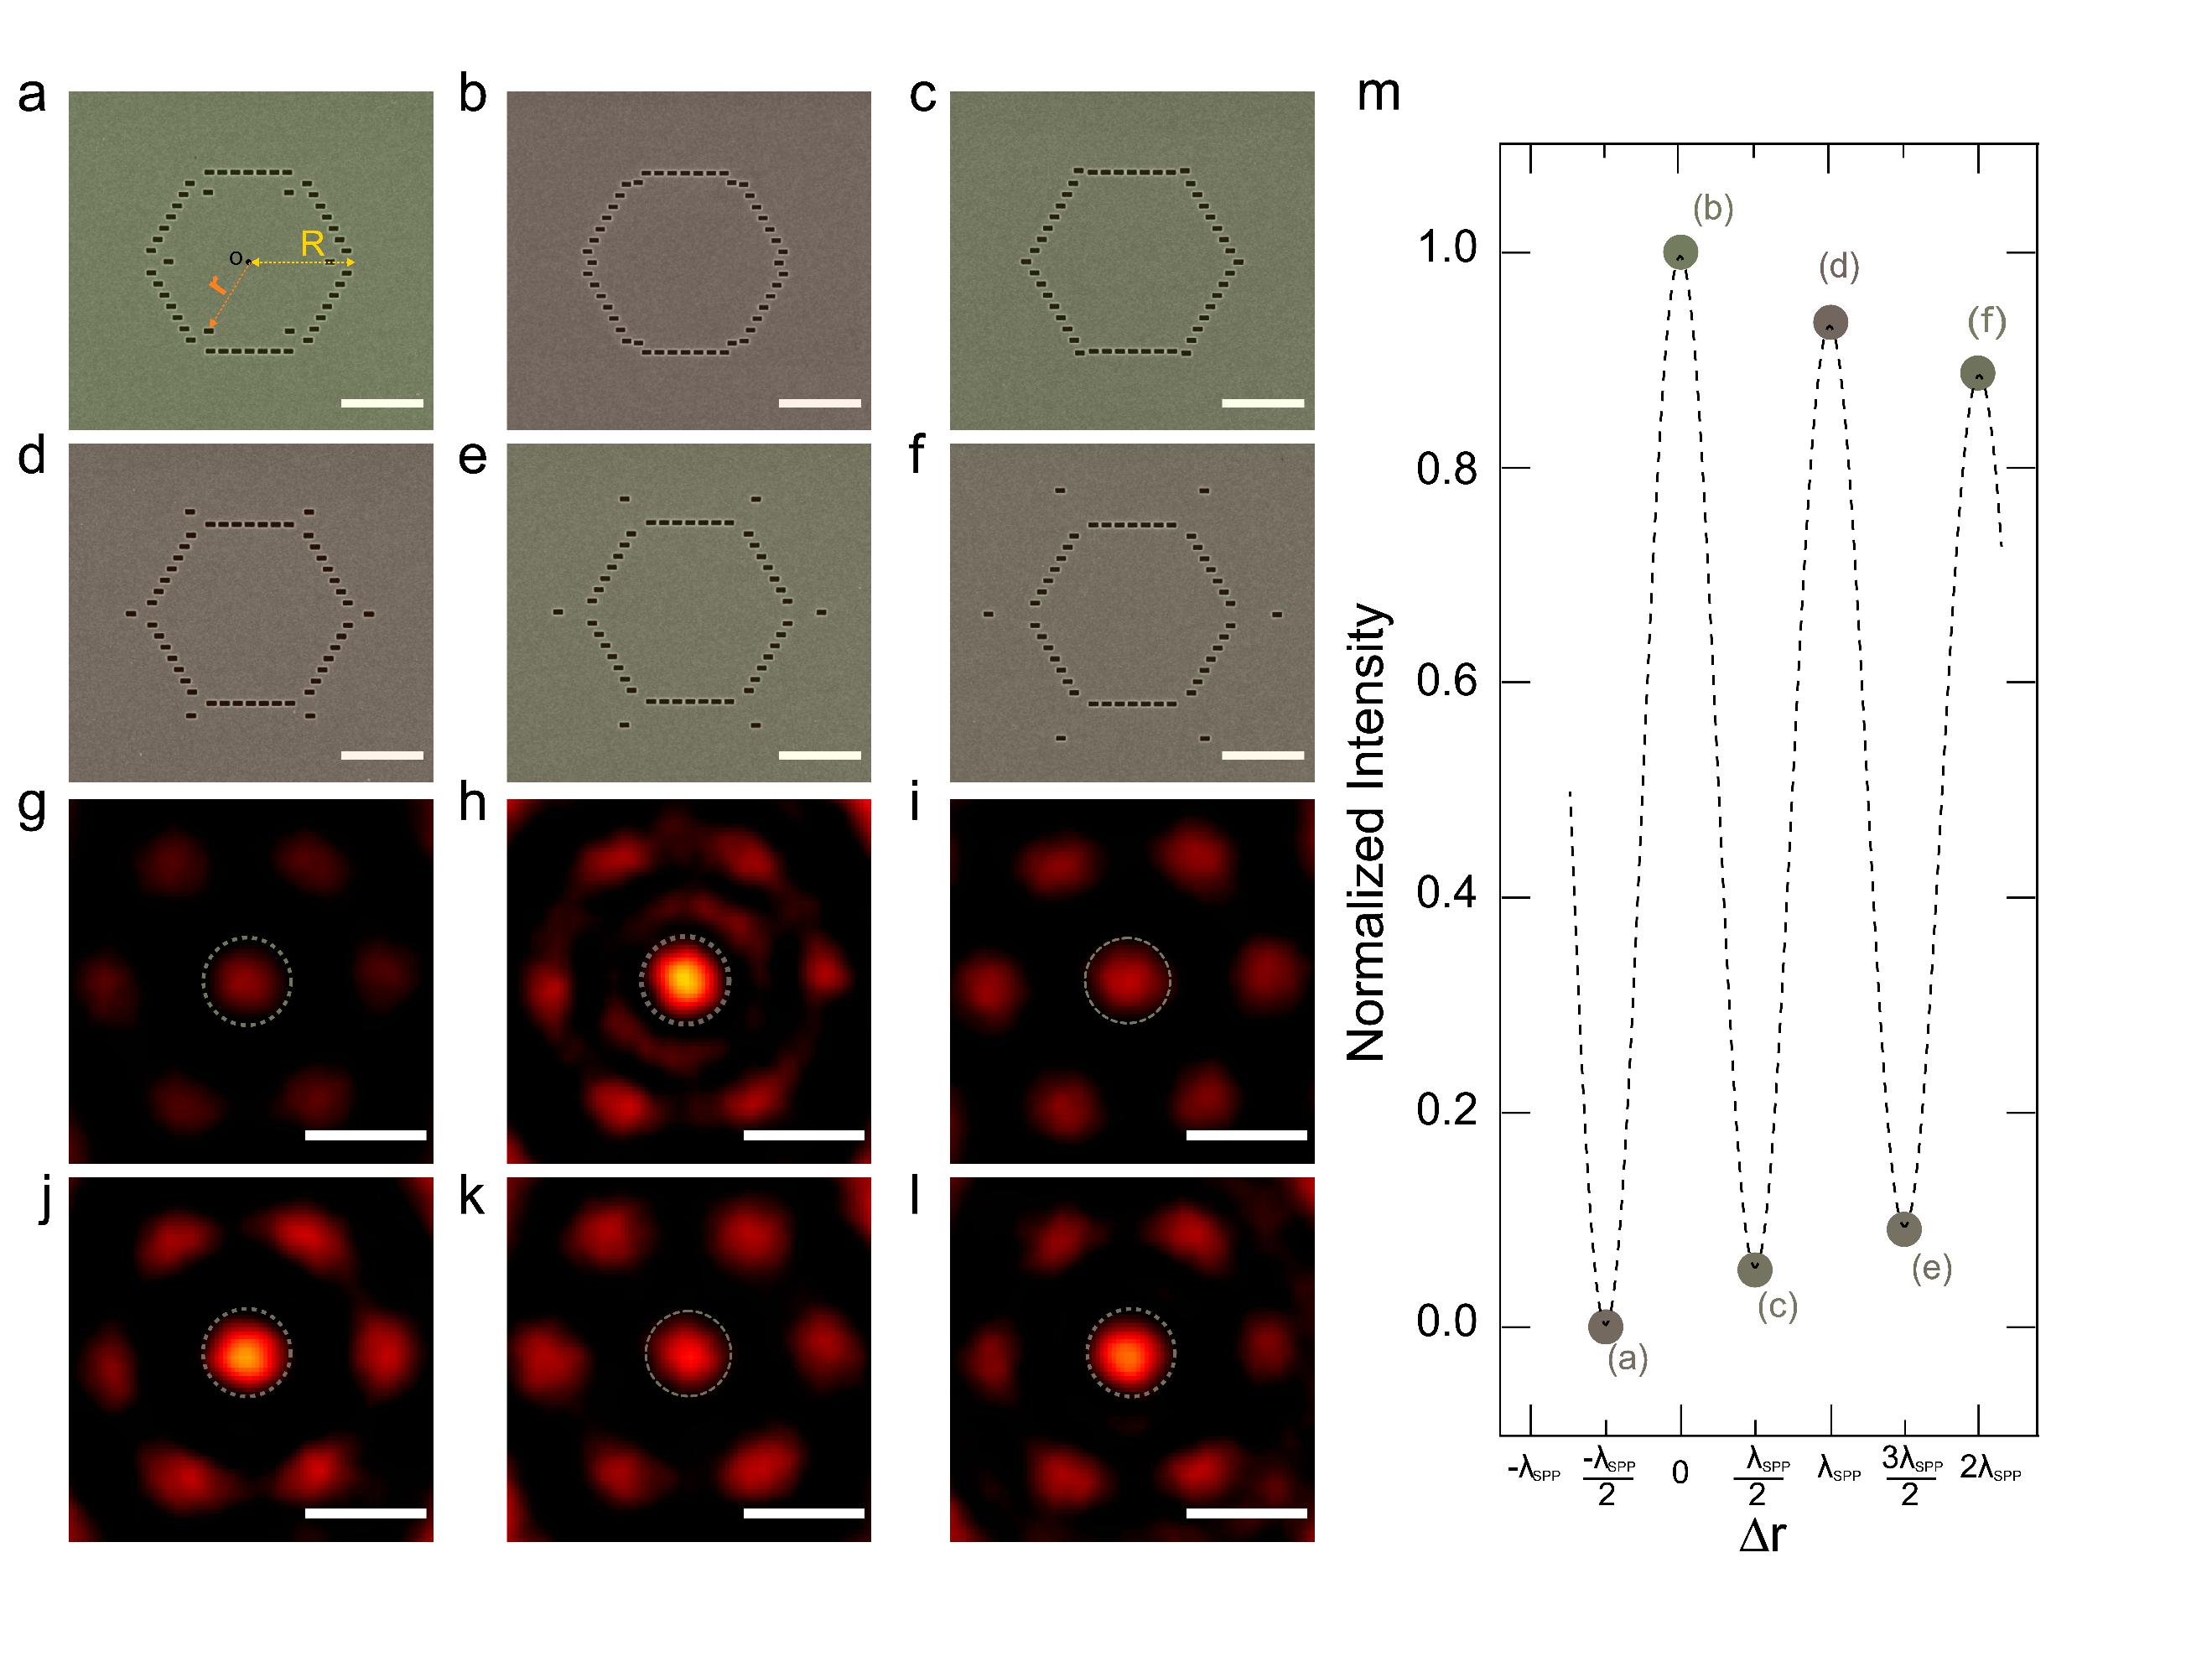 a
b
c
m
R
o
r
d
e
f
g
h
i
j
k
l
Normalized Intensity
1.0
0.8
0.6
0.4
0.2
0.0
(b)
(d)
(f)
(a)
(c)
(e)
-λSPP
-λSPP/2
0
λSPP/2
λSPP
3λSPP/2
2λSPP
Δr